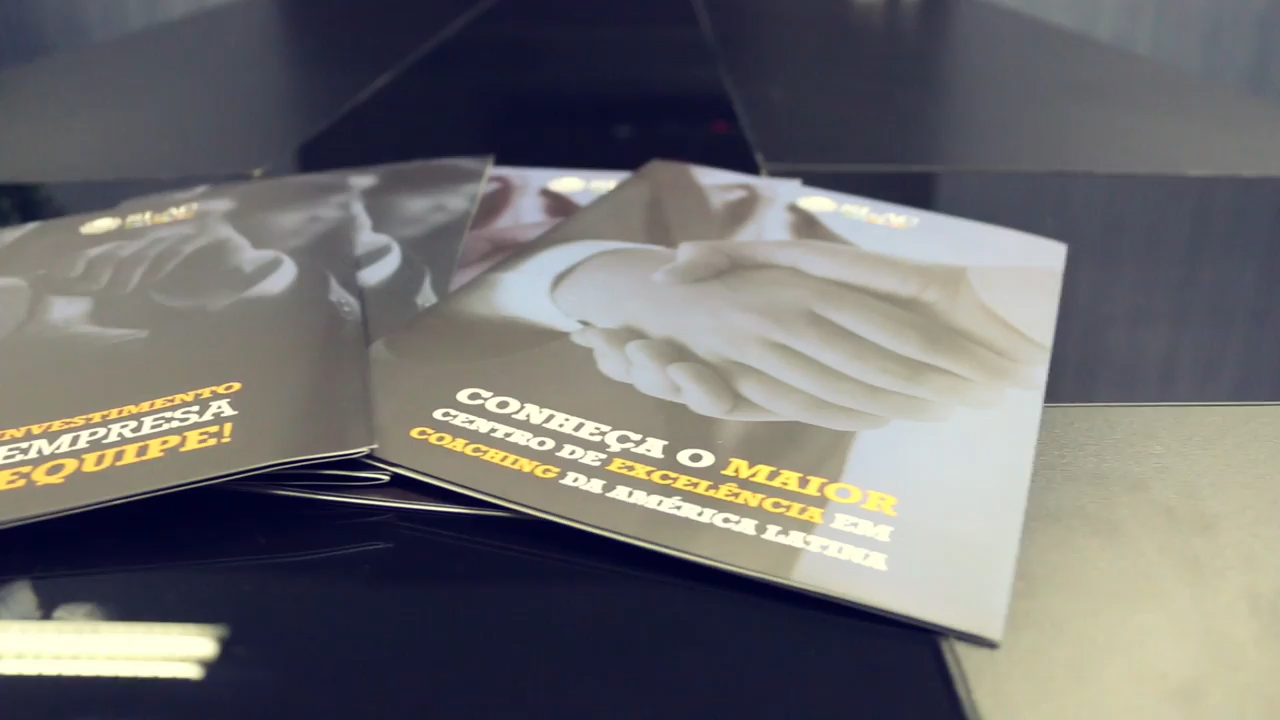 INVESTIMENTO
EMPRESA
EQUIPE!
CONHEÇA O MAIOR
CENTRO DE EXCELÊNCIA EM
COACHING DA AMÉRICA LATINA